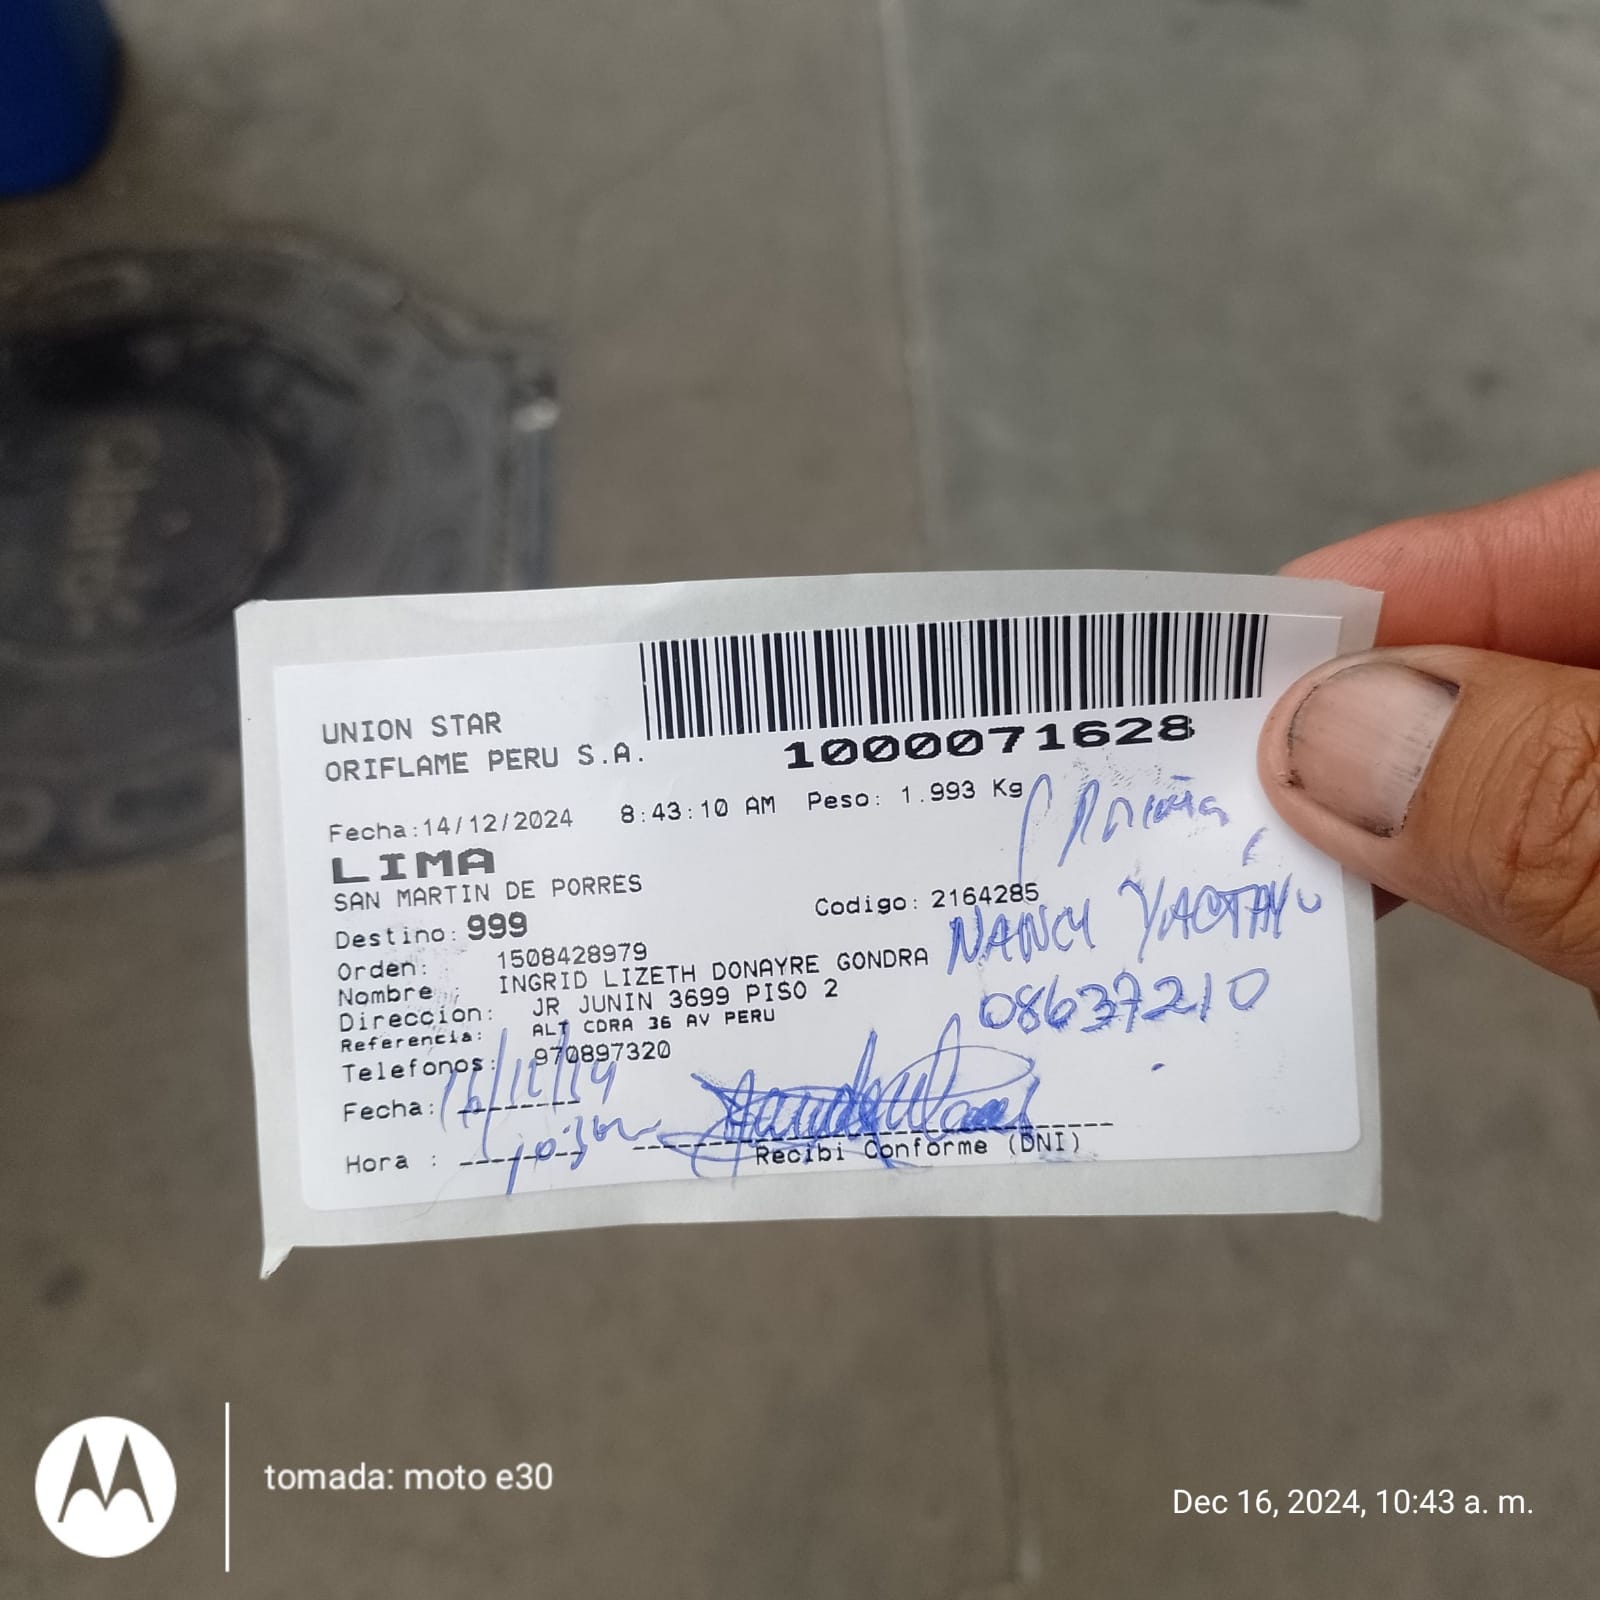 UNION STAR
ORIFLAME PERU S.A.
1000071628
Fecha:14/12/2024 8:43:10 AM Peso: 1.993 Kg
LIMA
SAN MARTIN DE PORRES
Destino: 999 Codigo: 2164285
Orden: 1508428979
Nombre : INGRID LIZETH DONAYRE GONDRA
NANCY YACTAYO
Direccion: JR JUNIN 3699 PISO 2
08637210
Referencia: ALT CDRA 36 AV PERU
Telefonos: 970897320
Fecha:
Hora :
Recibi Conforme (DNI)
tomada: moto e30
Dec 16, 2024, 10:43 a. m.